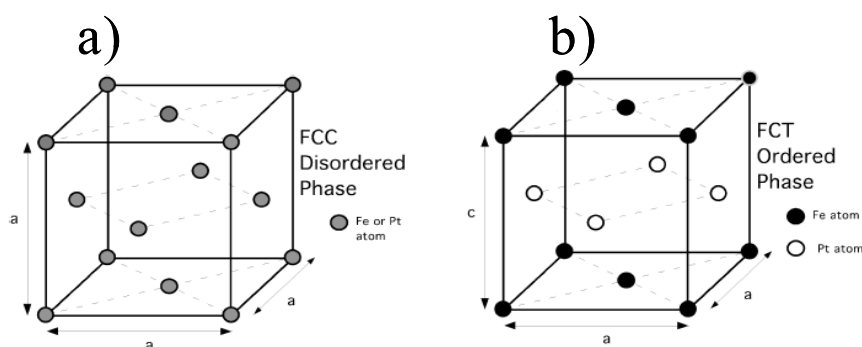 a)
FCC
Disordered
Phase
Fe or Pt
atom
a
a
a
b)
FCT
Ordered
Phase
Fe atom
Pt atom
c
a
a